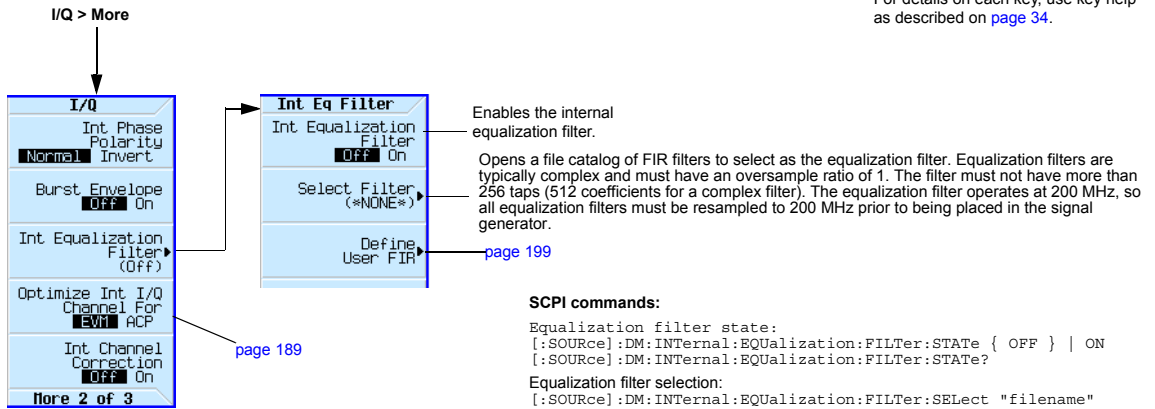 For details on each key, use key help
as described on page 34.
I/Q > More
I/Q
Int Phase
Polarity
Normal Invert
Burst Envelope
Off On
Int Equalization
Filter
(Off)
Optimize Int I/Q
Channel For
EVM ACP
Int Channel
Correction
Off On
More 2 of 3
page 189
Int Eq Filter
Int Equalization
Filter
Off On
Select Filter
(*NONE*)
Define
User FIR
Enables the internal
equalization filter.
Opens a file catalog of FIR filters to select as the equalization filter. Equalization filters are
typically complex and must have an oversample ratio of 1. The filter must not have more than
256 taps (512 coefficients for a complex filter). The equalization filter operates at 200 MHz, so
all equalization filters must be resampled to 200 MHz prior to being placed in the signal
generator.
page 199
SCPI commands:
Equalization filter state:
[:SOURce]:DM:INTernal:EQUalization:FILTer:STATe { OFF } | ON
[:SOURce]:DM:INTernal:EQUalization:FILTer:STATe?
Equalization filter selection:
[:SOURce]:DM:INTernal:EQUalization:FILTer:SELect "filename"